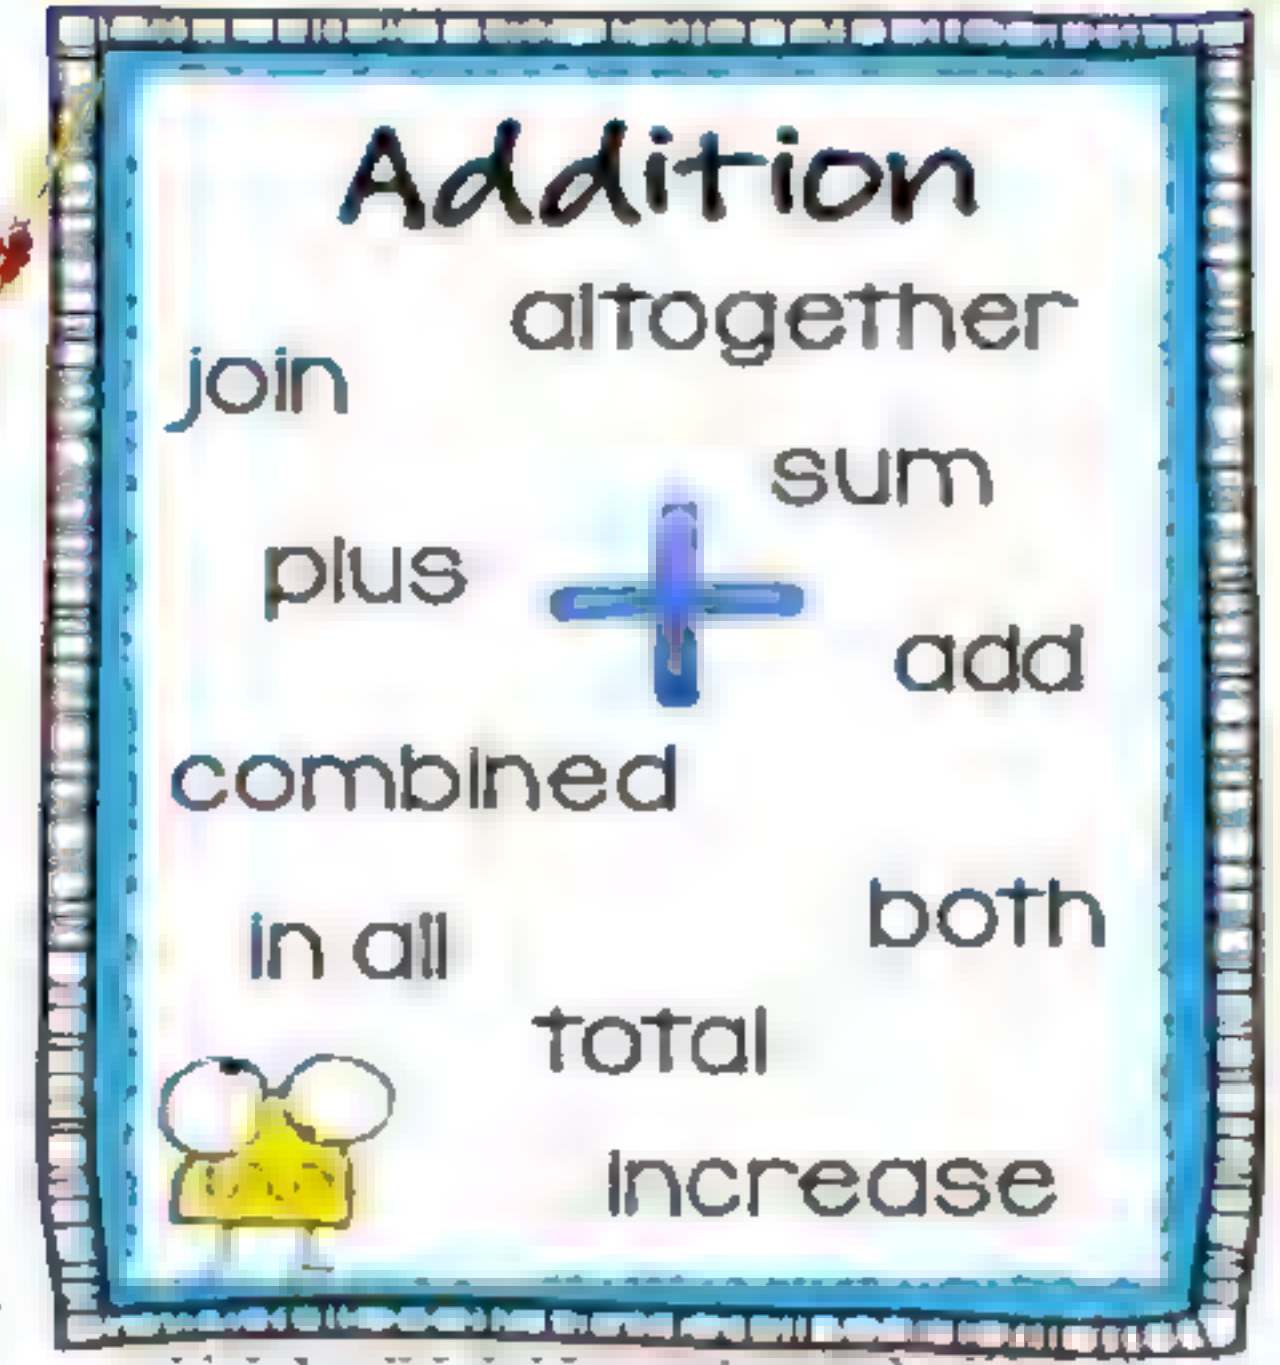 Addition
altogether
join
sum
plus
add
combined
both
in all
total
increase